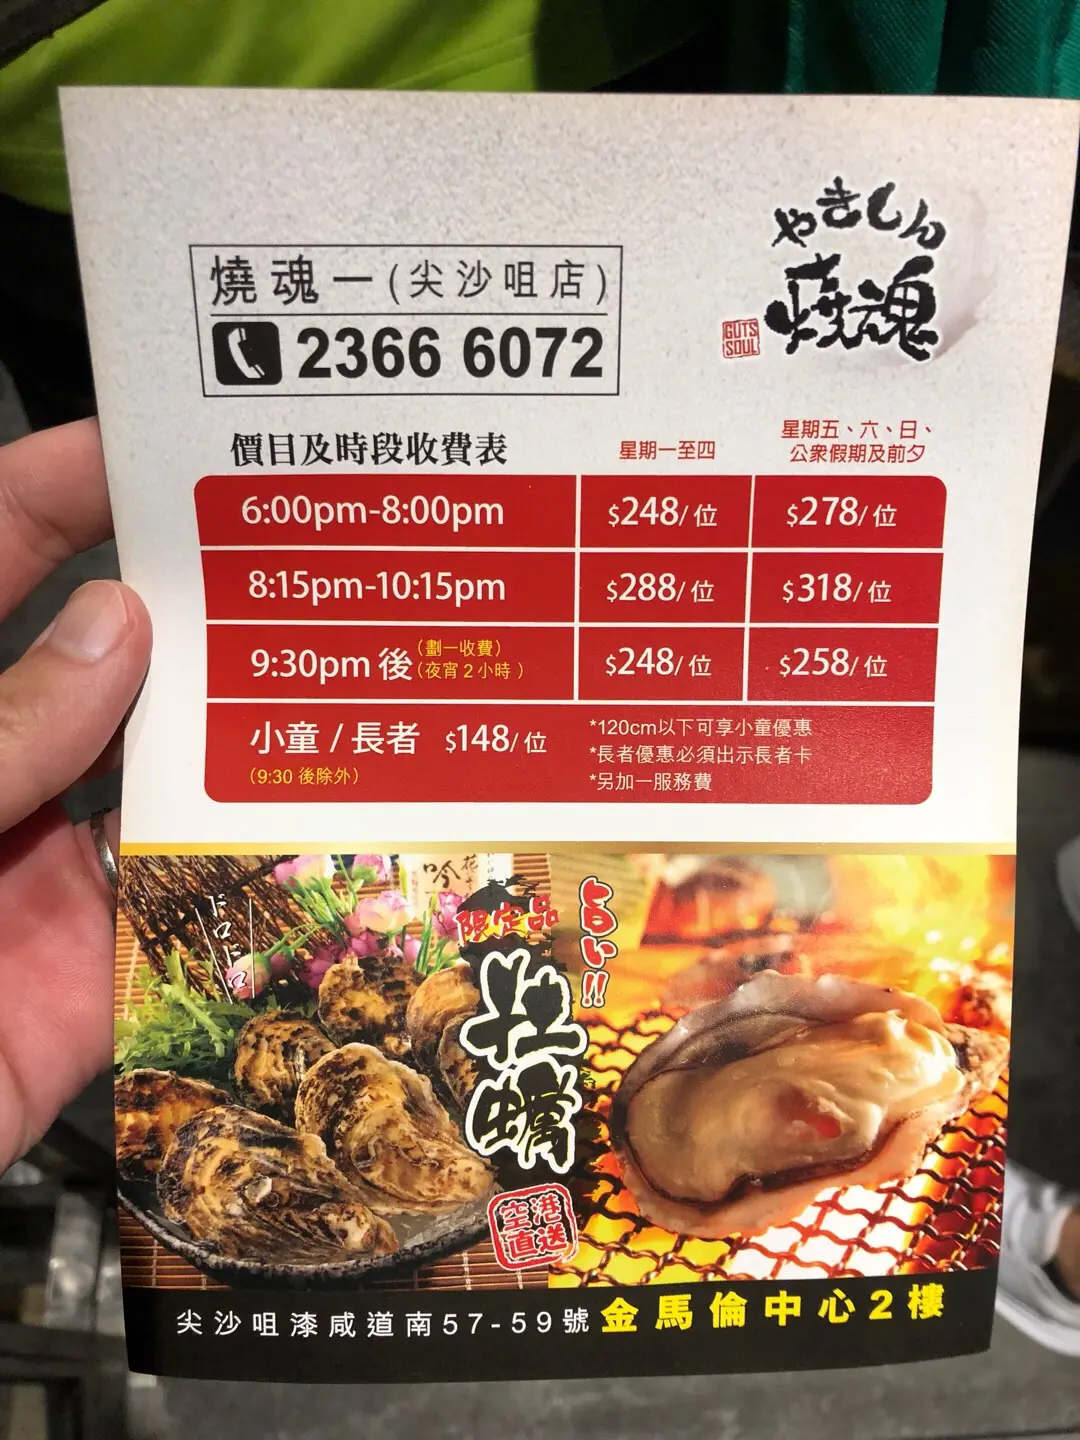 やきしん
燒魂
GUTS
SOUL
燒魂一(尖沙咀店)
2366 6072
價目及時段收費表
星期一至四
星期五、六、日、
公眾假期及前夕
6:00pm-8:00pm $248/位 $278/位
8:15pm-10:15pm $288/位 $318/位
9:30pm 後 (劃一收費) (夜宵2小時) $248/位 $258/位
小童/長者 $148/位
(9:30後除外)
*120cm以下可享小童優惠
*長者優惠必須出示長者卡
*另加一服務費
吟
ドロドロ
限定品
旨い!!
牡蠣
空港
直送
尖沙咀漆咸道南57-59號 金馬倫中心2樓